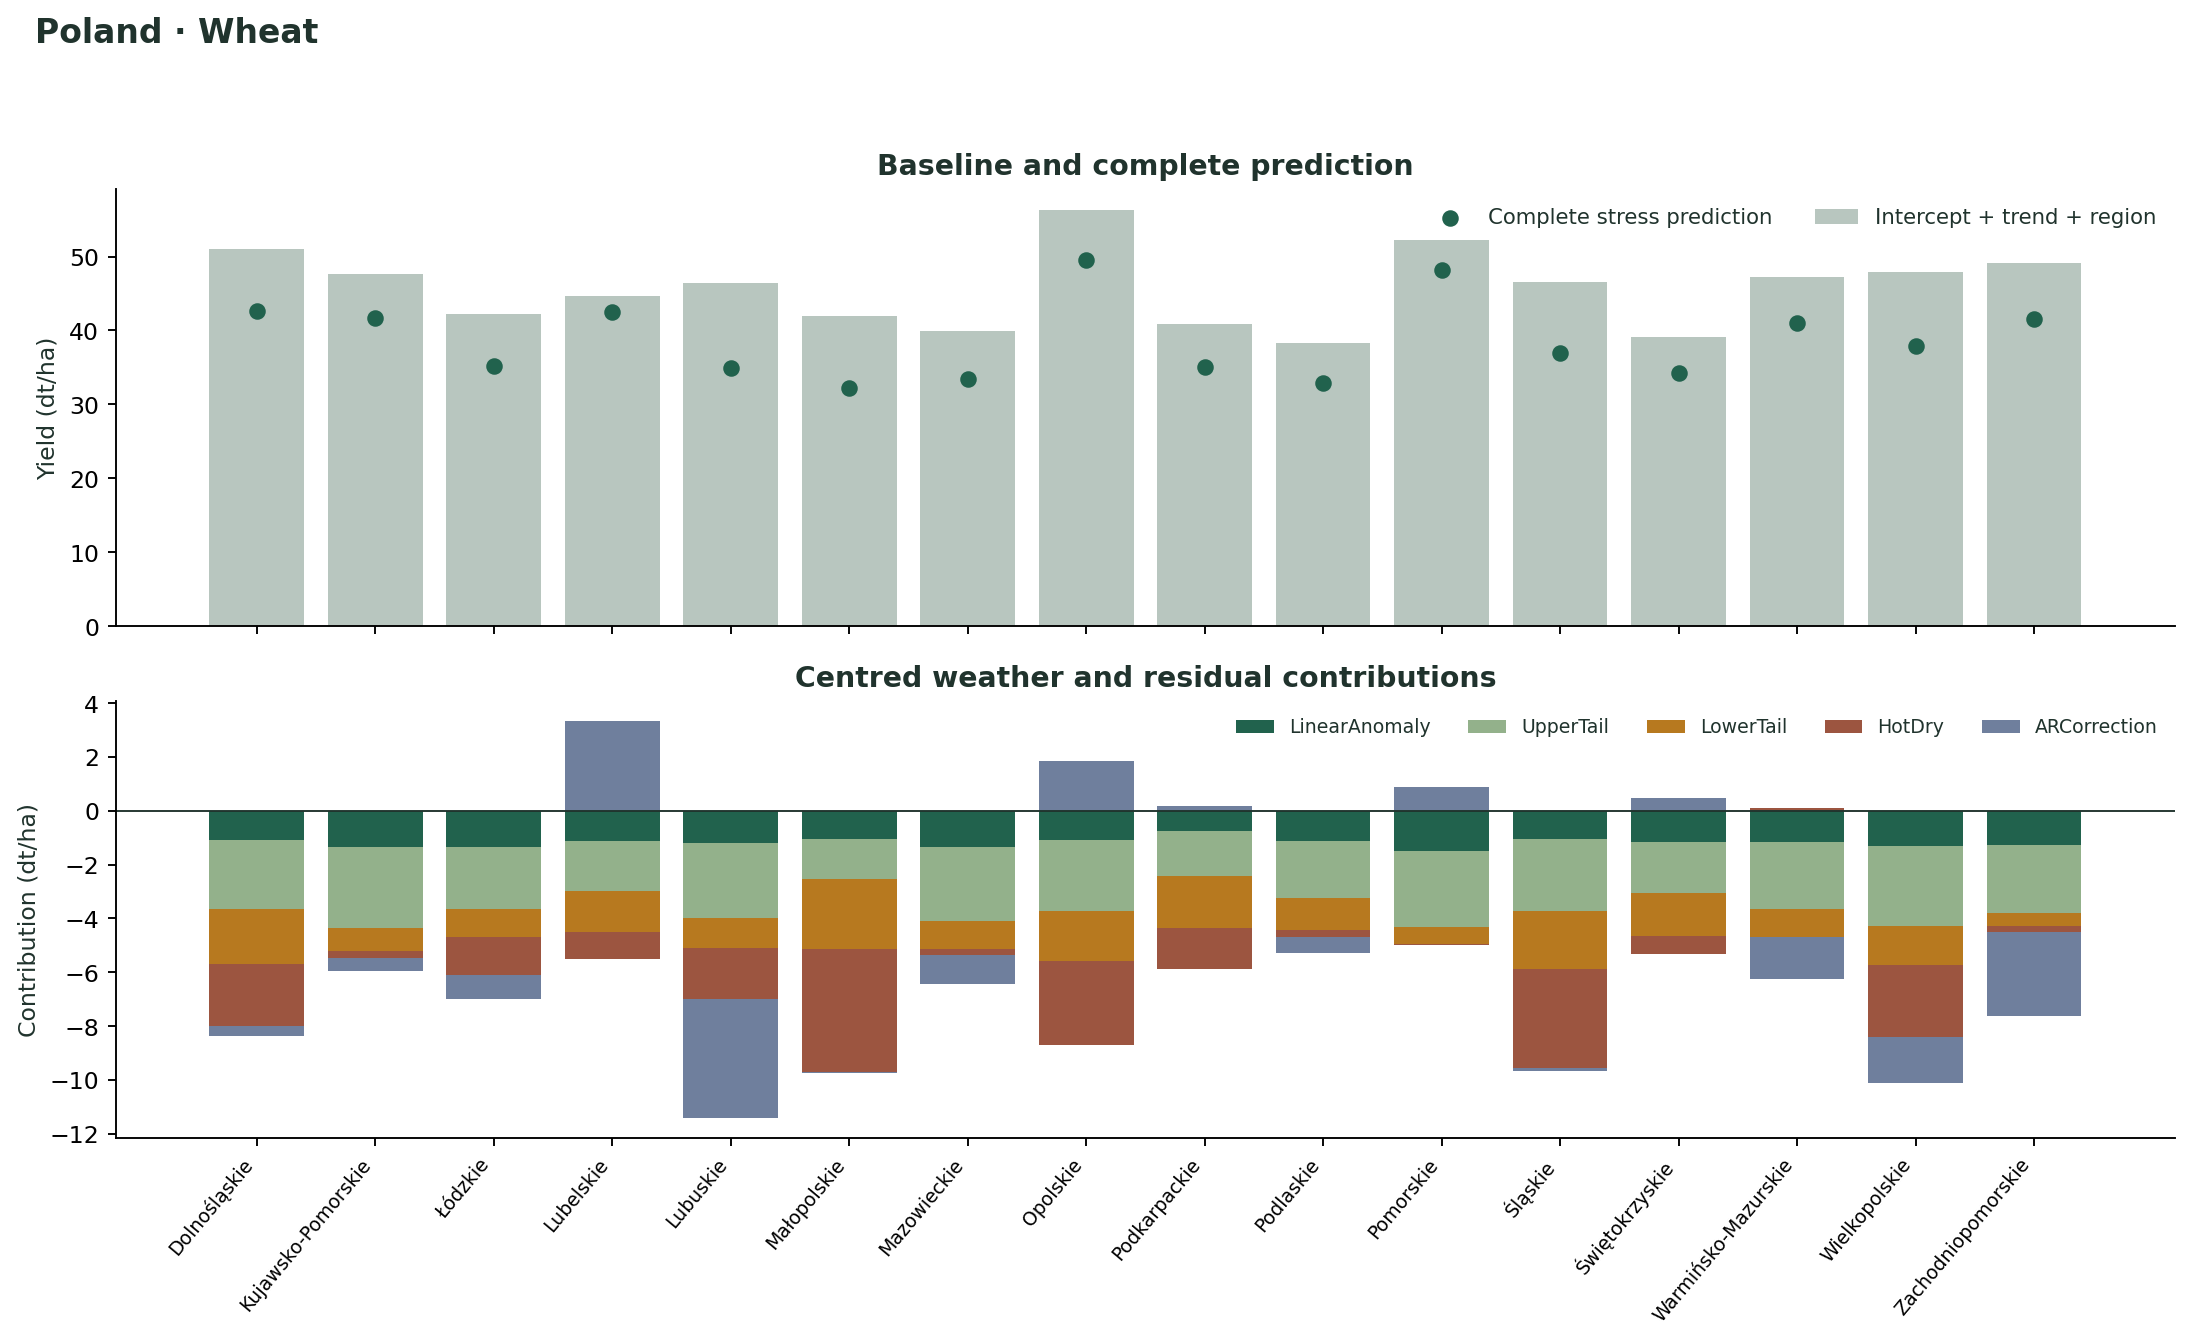 Poland · Wheat
Baseline and complete prediction
Complete stress prediction
Intercept + trend + region
Yield (dt/ha)
50
40
30
20
10
0
Centred weather and residual contributions
LinearAnomaly
UpperTail
LowerTail
HotDry
ARCorrection
Contribution (dt/ha)
4
2
0
−2
−4
−6
−8
−10
−12
Dolnośląskie
Kujawsko-Pomorskie
Łódzkie
Lubelskie
Lubuskie
Małopolskie
Mazowieckie
Opolskie
Podkarpackie
Podlaskie
Pomorskie
Śląskie
Świętokrzyskie
Warmińsko-Mazurskie
Wielkopolskie
Zachodniopomorskie